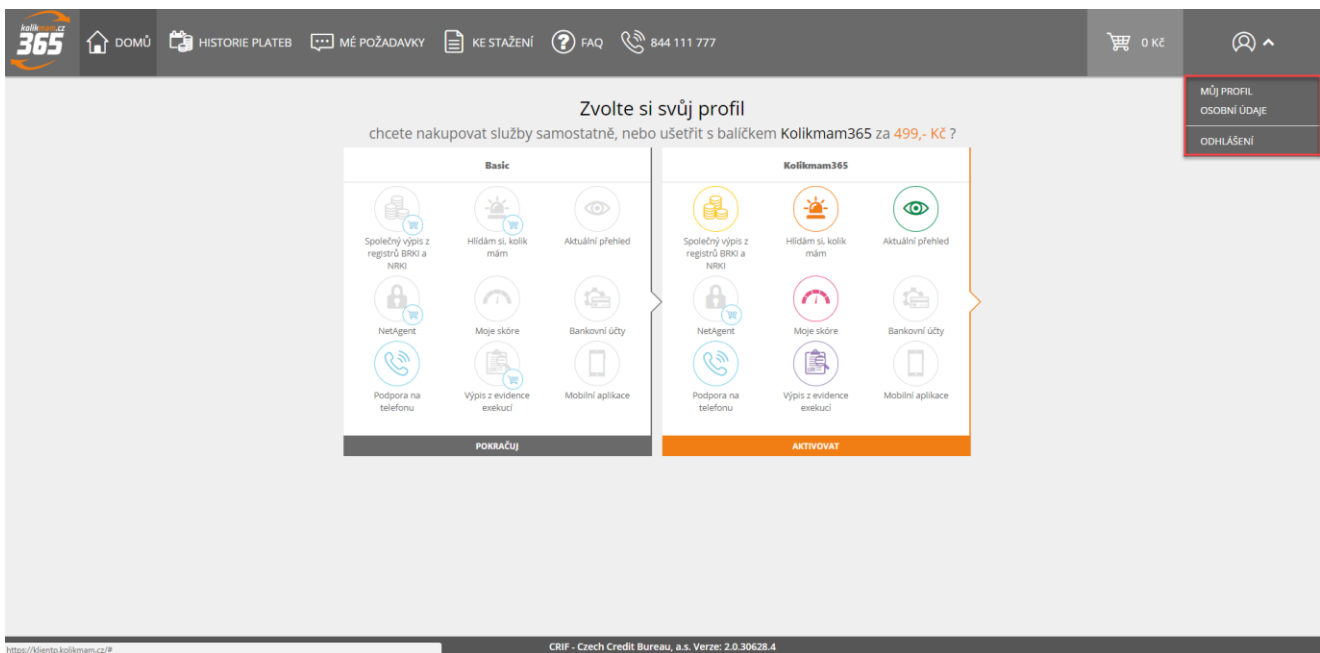 kolikmam.cz
365
DOMŮ
HISTORIE PLATEB
MÉ POŽADAVKY
KE STAŽENÍ
FAQ
844 111 777
0 KČ
MŮJ PROFIL
OSOBNÍ ÚDAJE
ODHLÁŠENÍ
Zvolte si svůj profil
chcete nakupovat služby samostatně, nebo ušetřit s balíčkem Kolikmam365 za 499,- Kč ?
Basic
Společný výpis z
registrů BRKI a
NRKI
Hlídám si, kolik
mám
Aktuální přehled
NetAgent
Moje skóre
Bankovní účty
Podpora na
telefonu
Výpis z evidence
exekucí
Mobilní aplikace
POKRAČUJ
Kolikmam365
Společný výpis z
registrů BRKI a
NRKI
Hlídám si, kolik
mám
Aktuální přehled
NetAgent
Moje skóre
Bankovní účty
Podpora na
telefonu
Výpis z evidence
exekucí
Mobilní aplikace
AKTIVOVAT
https://klientp.kolikmam.cz/#
CRIF - Czech Credit Bureau, a.s. Verze: 2.0.30628.4